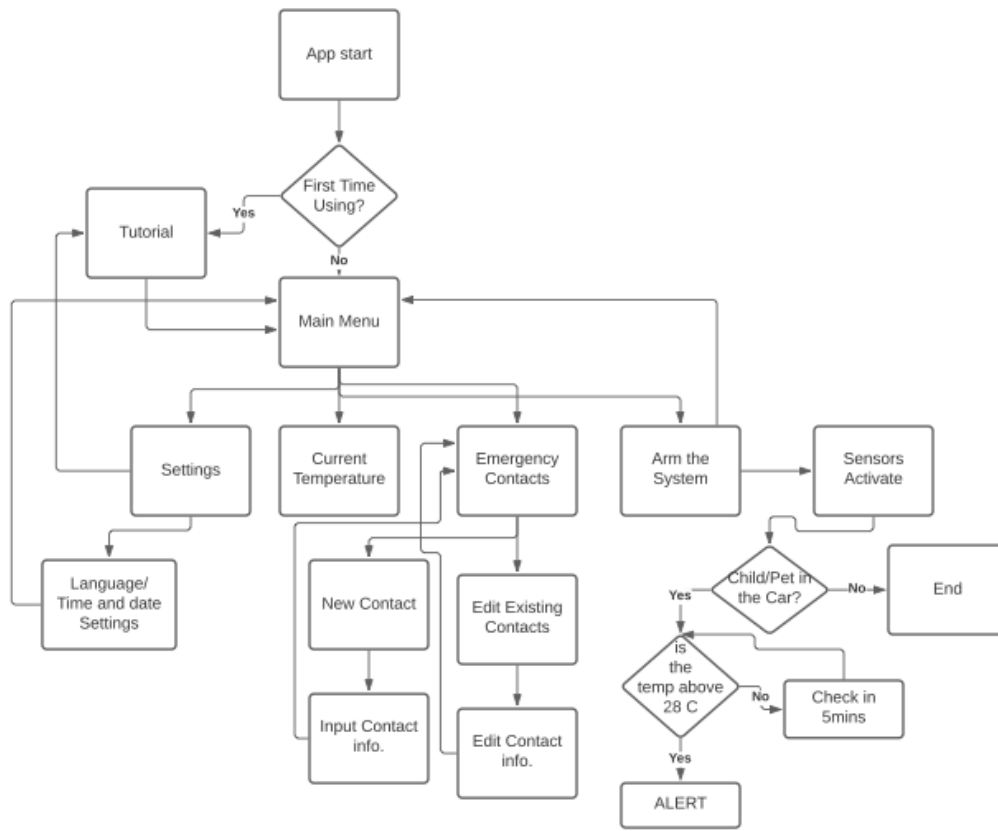 App start
First Time
Using?
Yes
Tutorial
No
Main Menu
Settings
Current
Temperature
Emergency
Contacts
Arm the
System
Sensors
Activate
Language/
Time and date
Settings
New Contact
Edit Existing
Contacts
Child/Pet in
the Car?
No
End
Yes
is
the
temp above
28 C
No
Check in
5mins
Input Contact
info.
Edit Contact
info.
Yes
ALERT